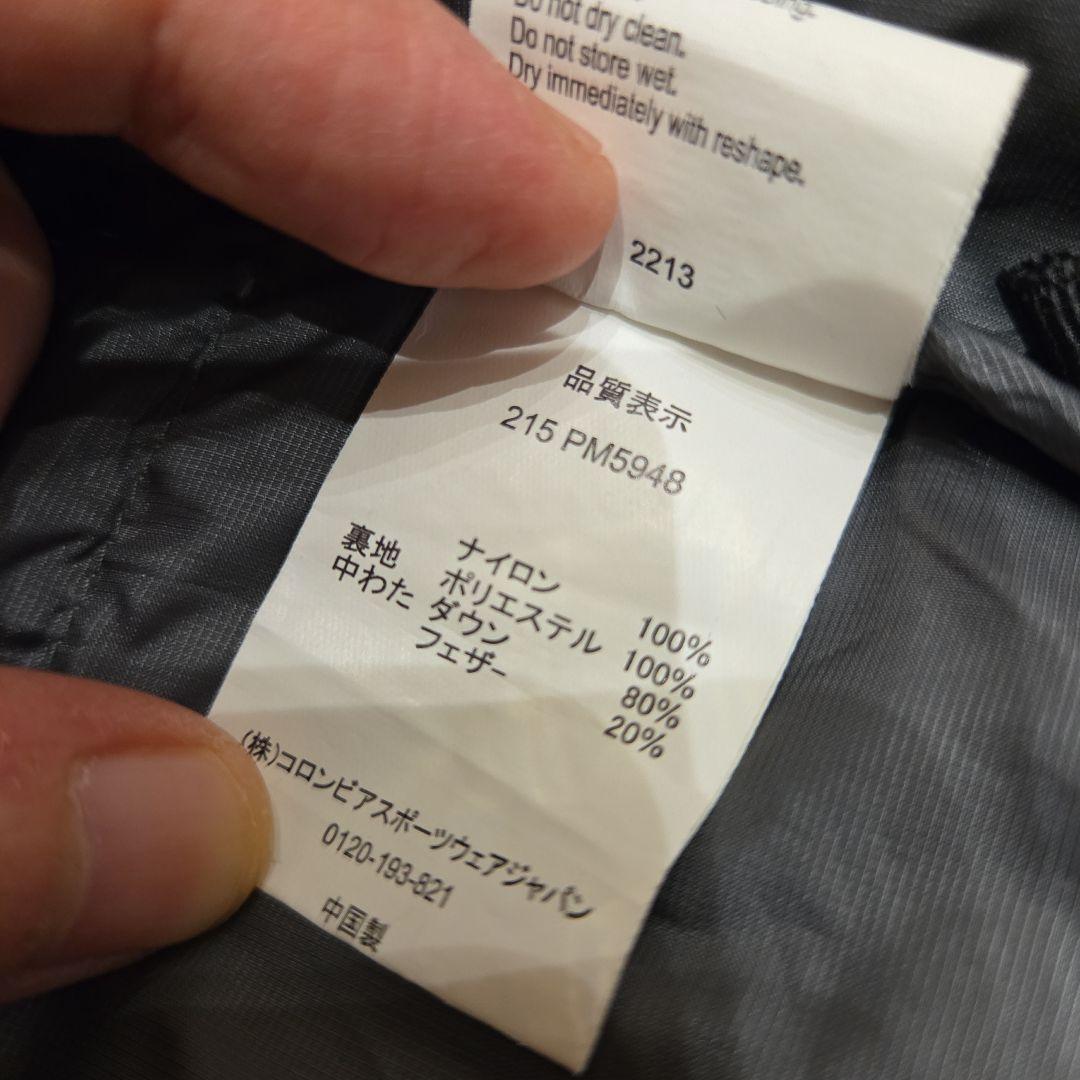 Do not dry clean.
Do not store wet.
Dry immediately with reshape.
2213
品質表示
215 PM5948
裏地 ナイロン 100%
中わた ポリエステル 100%
ダウン 80%
フェザー 20%
(株)コロンビアスポーツウェアジャパン
0120-193-821
中国製